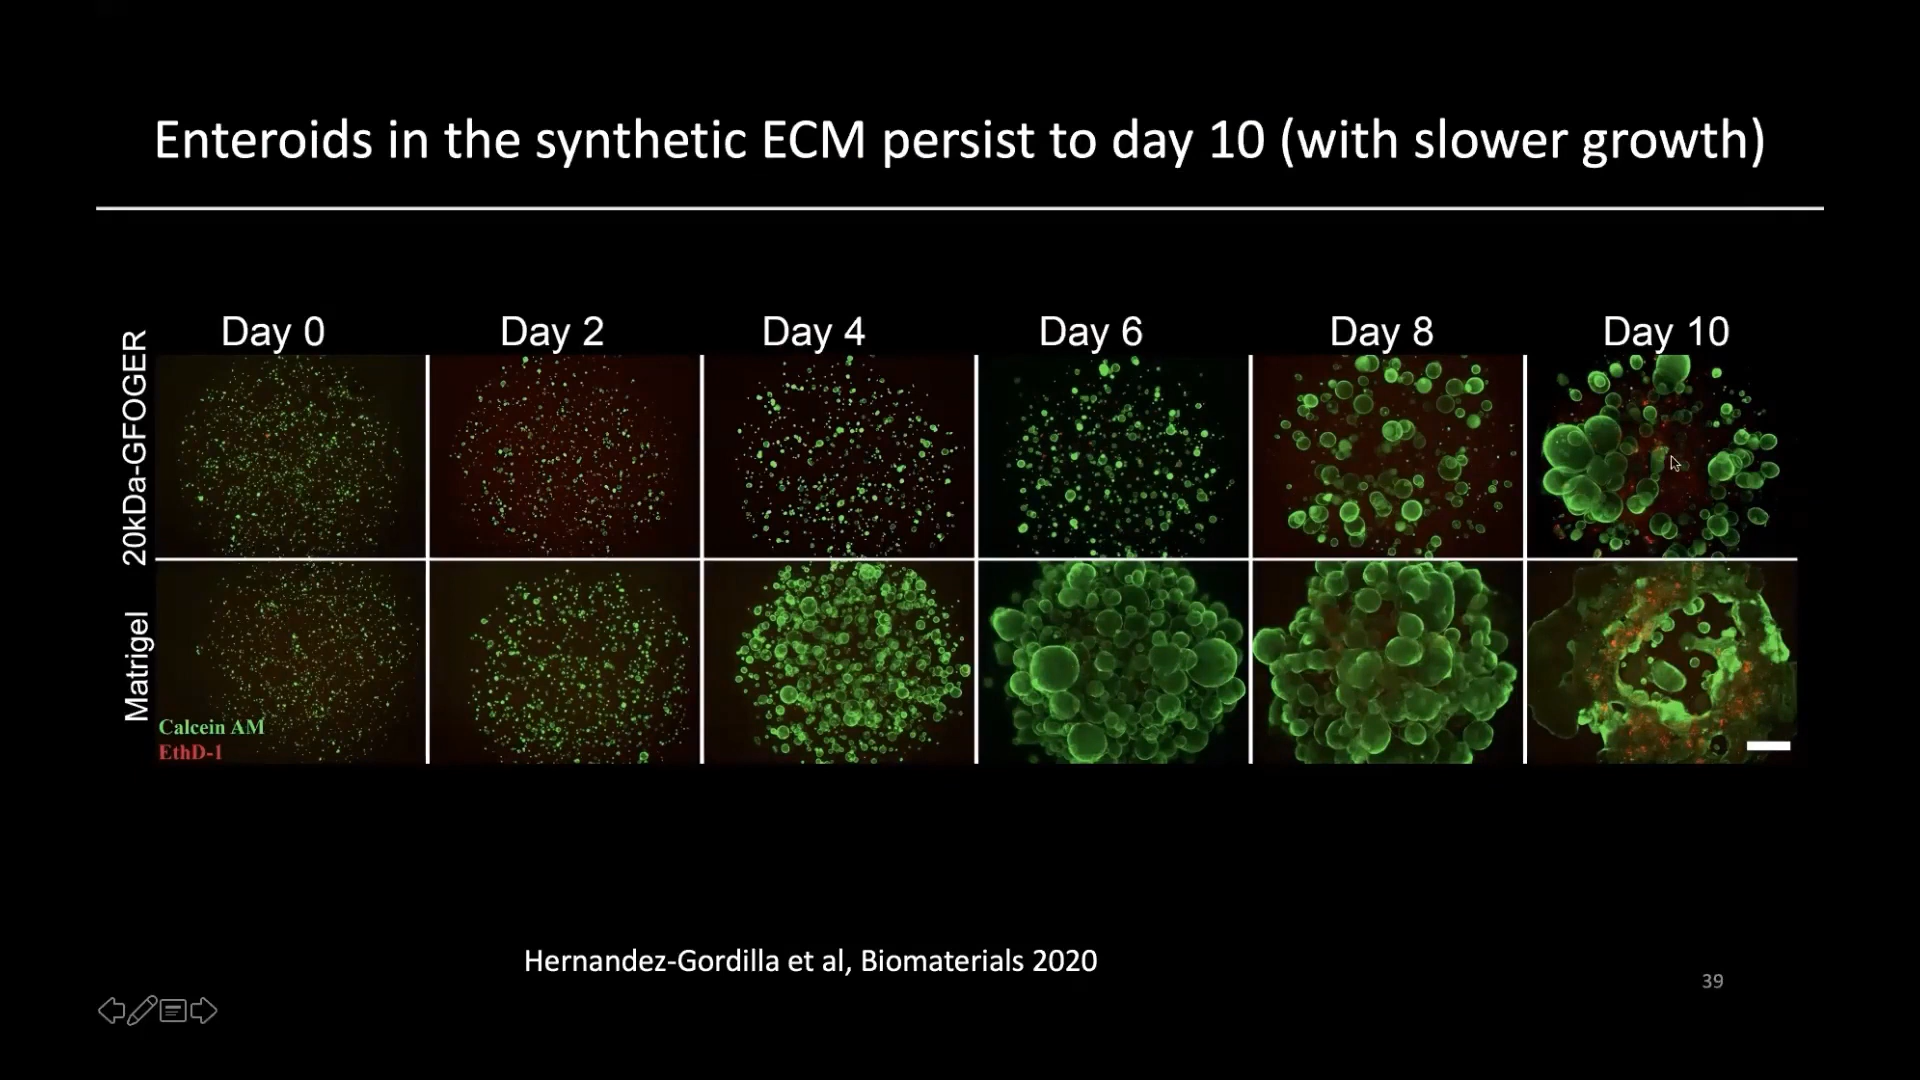 Enteroids in the synthetic ECM persist to day 10 (with slower growth)
Day 0 Day 2 Day 4 Day 6 Day 8 Day 10
20kDa-GFOGER
Matrigel
Calcein AM
EthD-1
Hernandez-Gordilla et al, Biomaterials 2020
39